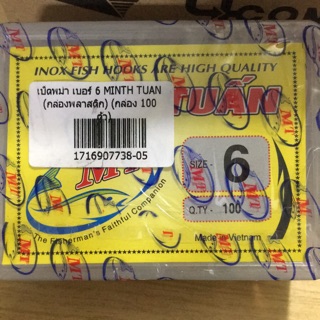 INOX FISH HOOKS ARE HIGH QUALITY
เบ็ดหมา เบอร์ 6 MINTH TUAN
(กล่องพลาสติก) (กล่อง 100
ตัว)
1716907738-05
TUẤN
SIZE - 6
Q.TY - 100
The Fisherman's Faithful Companion
Made in Vietnam
MT